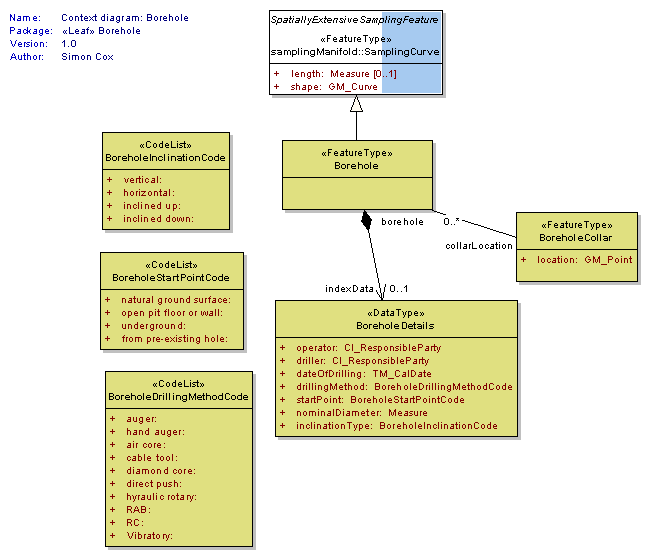 Name: Context diagram: Borehole
Package: «Leaf» Borehole
Version: 1.0
Author: Simon Cox
SpatiallyExtensiveSamplingFeature
«FeatureType»
samplingManifold::SamplingCurve
+ length: Measure [0..1]
+ shape: GM_Curve
«CodeList»
BoreholeInclinationCode
+ vertical:
+ horizontal:
+ inclined up:
+ inclined down:
«FeatureType»
Borehole
borehole 0..*
collarLocation
«FeatureType»
BoreholeCollar
+ location: GM_Point
«CodeList»
BoreholeStartPointCode
+ natural ground surface:
+ open pit floor or wall:
+ underground:
+ from pre-existing hole:
indexData 0..1
«DataType»
BoreholeDetails
+ operator: CI_ResponsibleParty
+ driller: CI_ResponsibleParty
+ dateOfDrilling: TM_CalDate
+ drillingMethod: BoreholeDrillingMethodCode
+ startPoint: BoreholeStartPointCode
+ nominalDiameter: Measure
+ inclinationType: BoreholeInclinationCode
«CodeList»
BoreholeDrillingMethodCode
+ auger:
+ hand auger:
+ air core:
+ cable tool:
+ diamond core:
+ direct push:
+ hyraulic rotary:
+ RAB:
+ RC:
+ Vibratory: